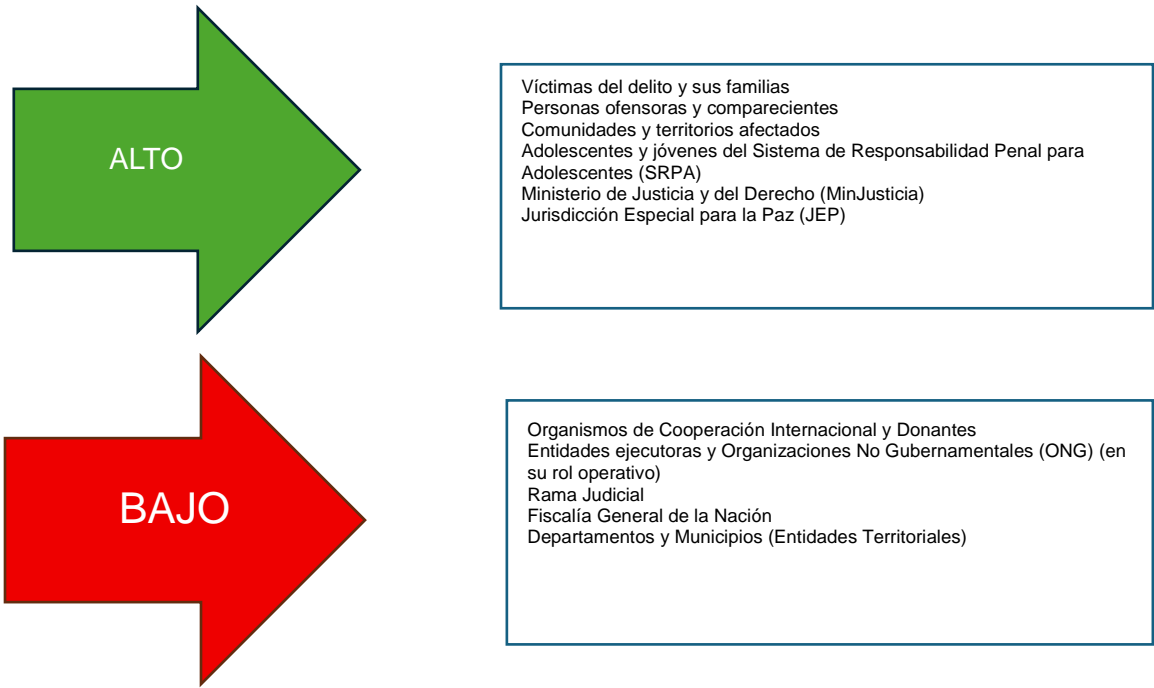 ALTO
Víctimas del delito y sus familias
Personas ofensoras y comparecientes
Comunidades y territorios afectados
Adolescentes y jóvenes del Sistema de Responsabilidad Penal para
Adolescentes (SRPA)
Ministerio de Justicia y del Derecho (MinJusticia)
Jurisdicción Especial para la Paz (JEP)
BAJO
Organismos de Cooperación Internacional y Donantes
Entidades ejecutoras y Organizaciones No Gubernamentales (ONG) (en
su rol operativo)
Rama Judicial
Fiscalía General de la Nación
Departamentos y Municipios (Entidades Territoriales)